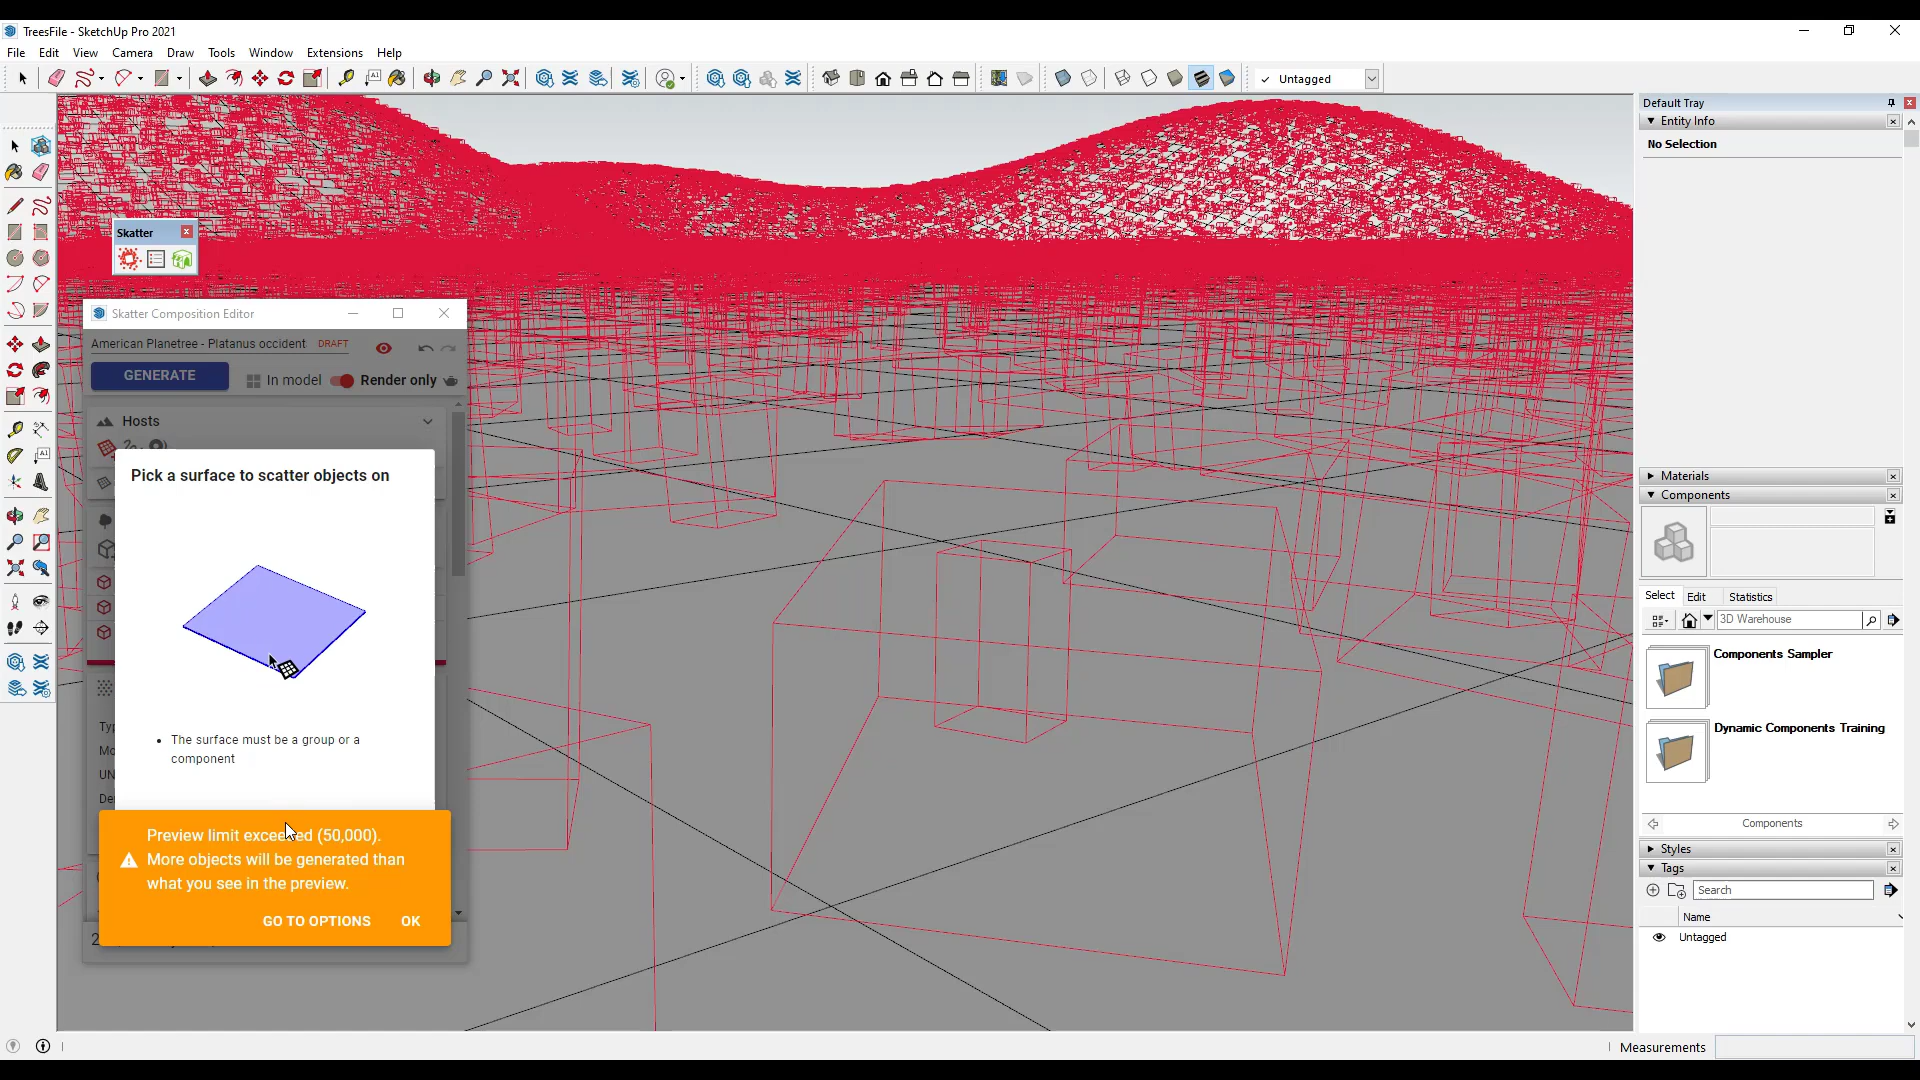 TreesFile - SketchUp Pro 2021
File Edit View Camera Draw Tools Window Extensions Help
Untagged
Default Tray
Entity Info
No Selection
Skatter
Skatter Composition Editor
American Planetree - Platanus occident DRAFT
GENERATE In model Render only
Hosts
Pick a surface to scatter objects on
• The surface must be a group or a
component
Preview limit exceeded (50,000).
More objects will be generated than
what you see in the preview.
GO TO OPTIONS OK
Materials
Components
Select Edit Statistics
3D Warehouse
Components Sampler
Dynamic Components Training
Components
Styles
Tags
Search
Name
Untagged
Measurements